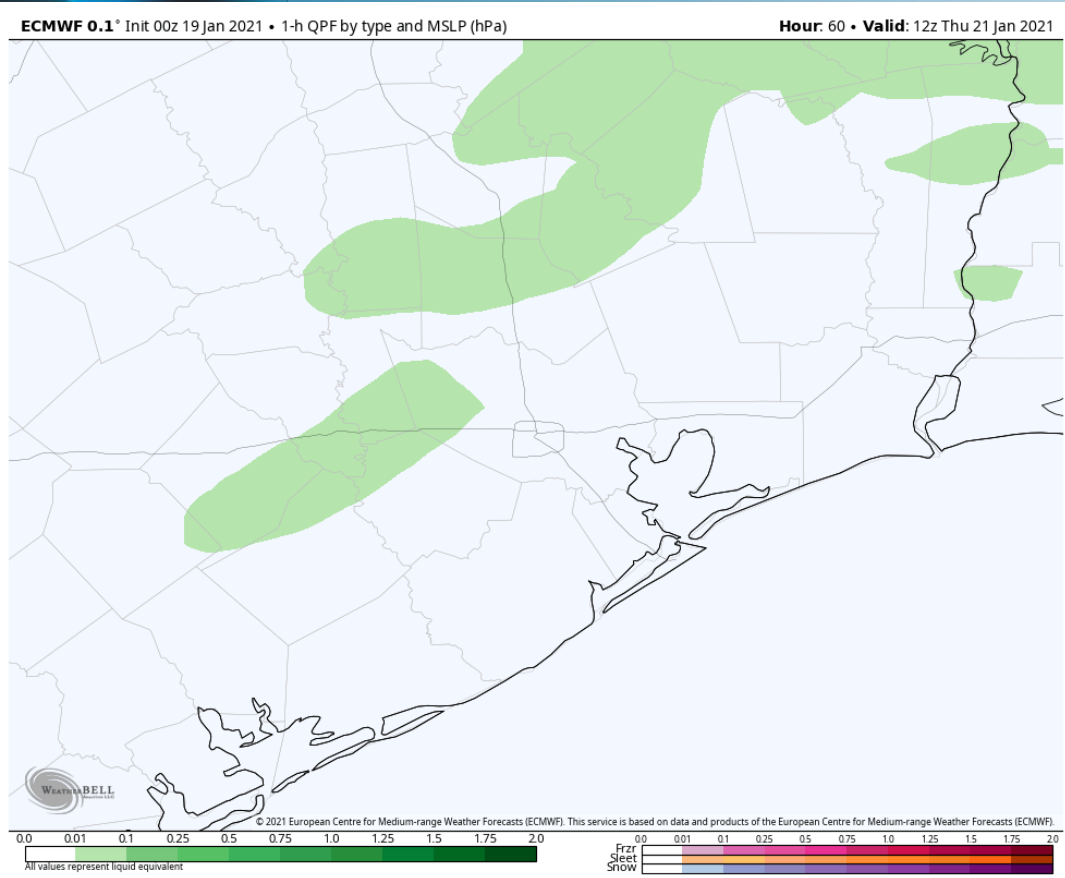 ECMWF 0.1° Init 00z 19 Jan 2021 • 1-h QPF by type and MSLP (hPa)
Hour: 60 • Valid: 12z Thu 21 Jan 2021
WeatherBELL
© 2021 European Centre for Medium-range Weather Forecasts (ECMWF). This service is based on data and products of the European Centre for Medium-range Weather Forecasts (ECMWF).
0.0 0.01 0.1 0.25 0.5 0.75 1.0 1.25 1.5 1.75 2.0
All values represent liquid equivalent
0.0 0.01 0.1 0.25 0.5 0.75 1.0 1.25 1.5 1.75 2.0
Frzr
Sleet
Snow